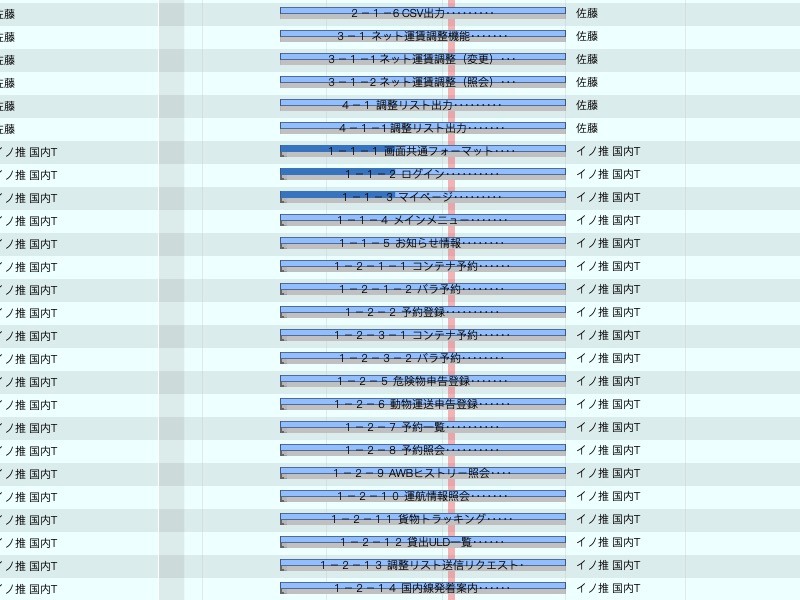 佐藤 2－1－6 CSV出力･････････ 佐藤
佐藤 3－1 ネット運賃調整機能･･･････ 佐藤
佐藤 3－1－1 ネット運賃調整（変更）･･･ 佐藤
佐藤 3－1－2 ネット運賃調整（照会）･･･ 佐藤
佐藤 4－1 調整リスト出力･････････ 佐藤
佐藤 4－1－1 調整リスト出力･･･････ 佐藤
イノ推 国内T 1－1－1 画面共通フォーマット････ イノ推 国内T
イノ推 国内T 1－1－2 ログイン･･････････ イノ推 国内T
イノ推 国内T 1－1－3 マイページ･････････ イノ推 国内T
イノ推 国内T 1－1－4 メインメニュー･･･････ イノ推 国内T
イノ推 国内T 1－1－5 お知らせ情報････････ イノ推 国内T
イノ推 国内T 1－2－1－1 コンテナ予約･･････ イノ推 国内T
イノ推 国内T 1－2－1－2 バラ予約････････ イノ推 国内T
イノ推 国内T 1－2－2 予約登録･･････････ イノ推 国内T
イノ推 国内T 1－2－3－1 コンテナ予約･･････ イノ推 国内T
イノ推 国内T 1－2－3－2 バラ予約････････ イノ推 国内T
イノ推 国内T 1－2－5 危険物申告登録･･･････ イノ推 国内T
イノ推 国内T 1－2－6 動物運送申告登録･･････ イノ推 国内T
イノ推 国内T 1－2－7 予約一覧･･････････ イノ推 国内T
イノ推 国内T 1－2－8 予約照会･･････････ イノ推 国内T
イノ推 国内T 1－2－9 AWBヒストリー照会････ イノ推 国内T
イノ推 国内T 1－2－10 運航情報照会･･･････ イノ推 国内T
イノ推 国内T 1－2－11 貨物トラッキング･････ イノ推 国内T
イノ推 国内T 1－2－12 貸出ULD一覧･･････ イノ推 国内T
イノ推 国内T 1－2－13 調整リスト送信リクエスト･ イノ推 国内T
イノ推 国内T 1－2－14 国内線発着案内･･････ イノ推 国内T